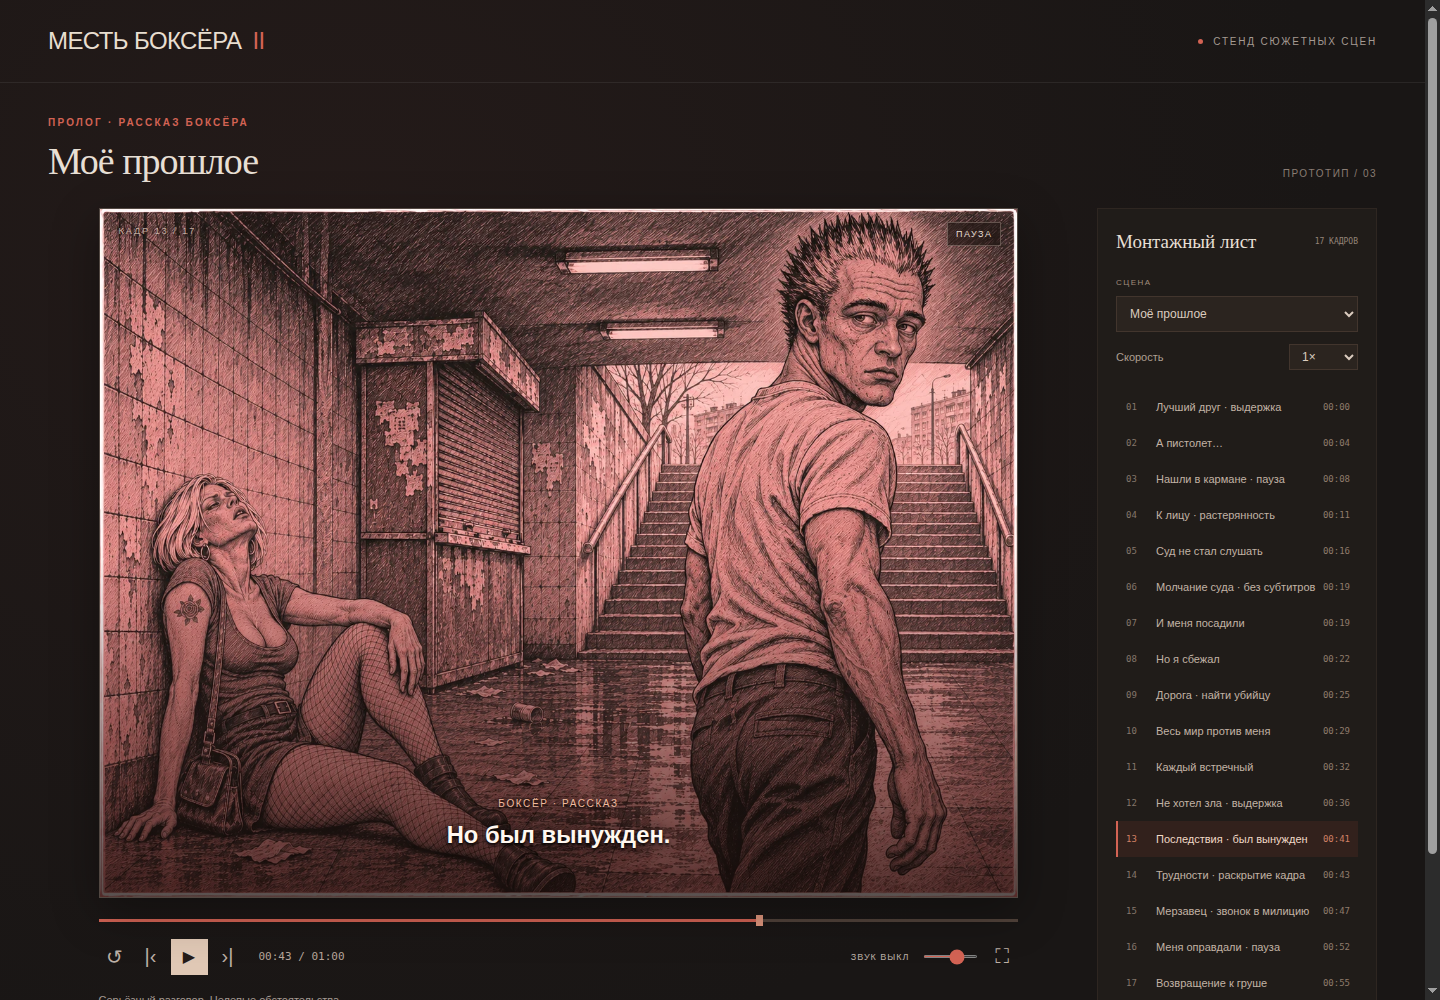 МЕСТЬ БОКСЁРА II
СТЕНД СЮЖЕТНЫХ СЦЕН
ПРОЛОГ · РАССКАЗ БОКСЁРА
Моё прошлое
ПРОТОТИП / 03
КАДР 13 / 17
ПАУЗА
М
БОКСЁР · РАССКАЗ
Но был вынужден.
00:43 / 01:00
ЗВУК ВЫКЛ
Серьёзный разговор. Нелепые обстоятельства.
Монтажный лист
17 КАДРОВ
СЦЕНА
Моё прошлое
Скорость 1×
01 Лучший друг · выдержка 00:00
02 А пистолет… 00:04
03 Нашли в кармане · пауза 00:08
04 К лицу · растерянность 00:11
05 Суд не стал слушать 00:16
06 Молчание суда · без субтитров 00:19
07 И меня посадили 00:19
08 Но я сбежал 00:22
09 Дорога · найти убийцу 00:25
10 Весь мир против меня 00:29
11 Каждый встречный 00:32
12 Не хотел зла · выдержка 00:36
13 Последствия · был вынужден 00:41
14 Трудности · раскрытие кадра 00:43
15 Мерзавец · звонок в милицию 00:47
16 Меня оправдали · пауза 00:52
17 Возвращение к груше 00:55